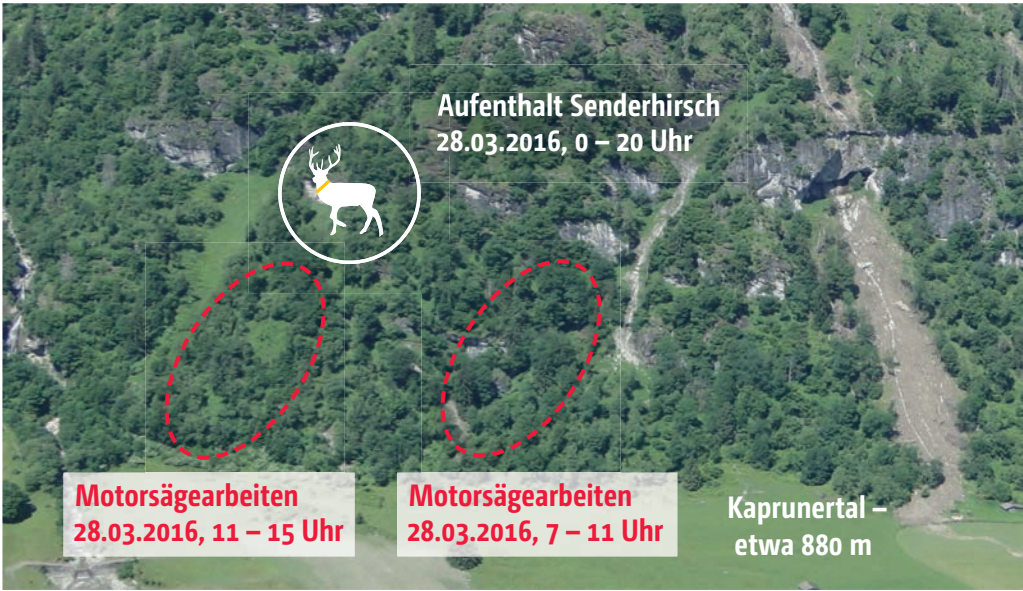 Aufenthalt Senderhirsch
28.03.2016, 0 – 20 Uhr
Motorsägearbeiten
28.03.2016, 11 – 15 Uhr
Motorsägearbeiten
28.03.2016, 7 – 11 Uhr
Kaprunertal –
etwa 880 m